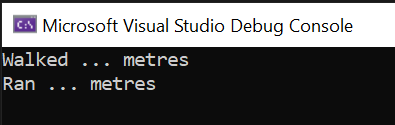 Microsoft Visual Studio Debug Console
Walked ... metres
Ran ... metres